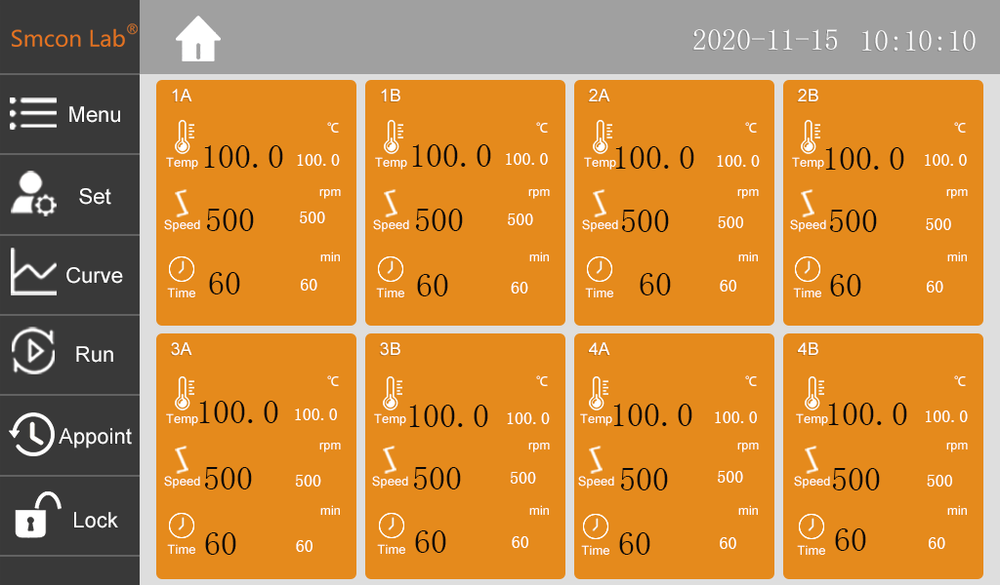 Smcon Lab®
2020-11-15 10:10:10
Menu
Set
Curve
Run
Appoint
Lock
1A
℃
Temp 100.0 100.0
rpm
Speed 500 500
min
Time 60 60
1B
℃
Temp 100.0 100.0
rpm
Speed 500 500
min
Time 60 60
2A
℃
Temp 100.0 100.0
rpm
Speed 500 500
min
Time 60 60
2B
℃
Temp 100.0 100.0
rpm
Speed 500 500
min
Time 60 60
3A
℃
Temp 100.0 100.0
rpm
Speed 500 500
min
Time 60 60
3B
℃
Temp 100.0 100.0
rpm
Speed 500 500
min
Time 60 60
4A
℃
Temp 100.0 100.0
rpm
Speed 500 500
min
Time 60 60
4B
℃
Temp 100.0 100.0
rpm
Speed 500 500
min
Time 60 60